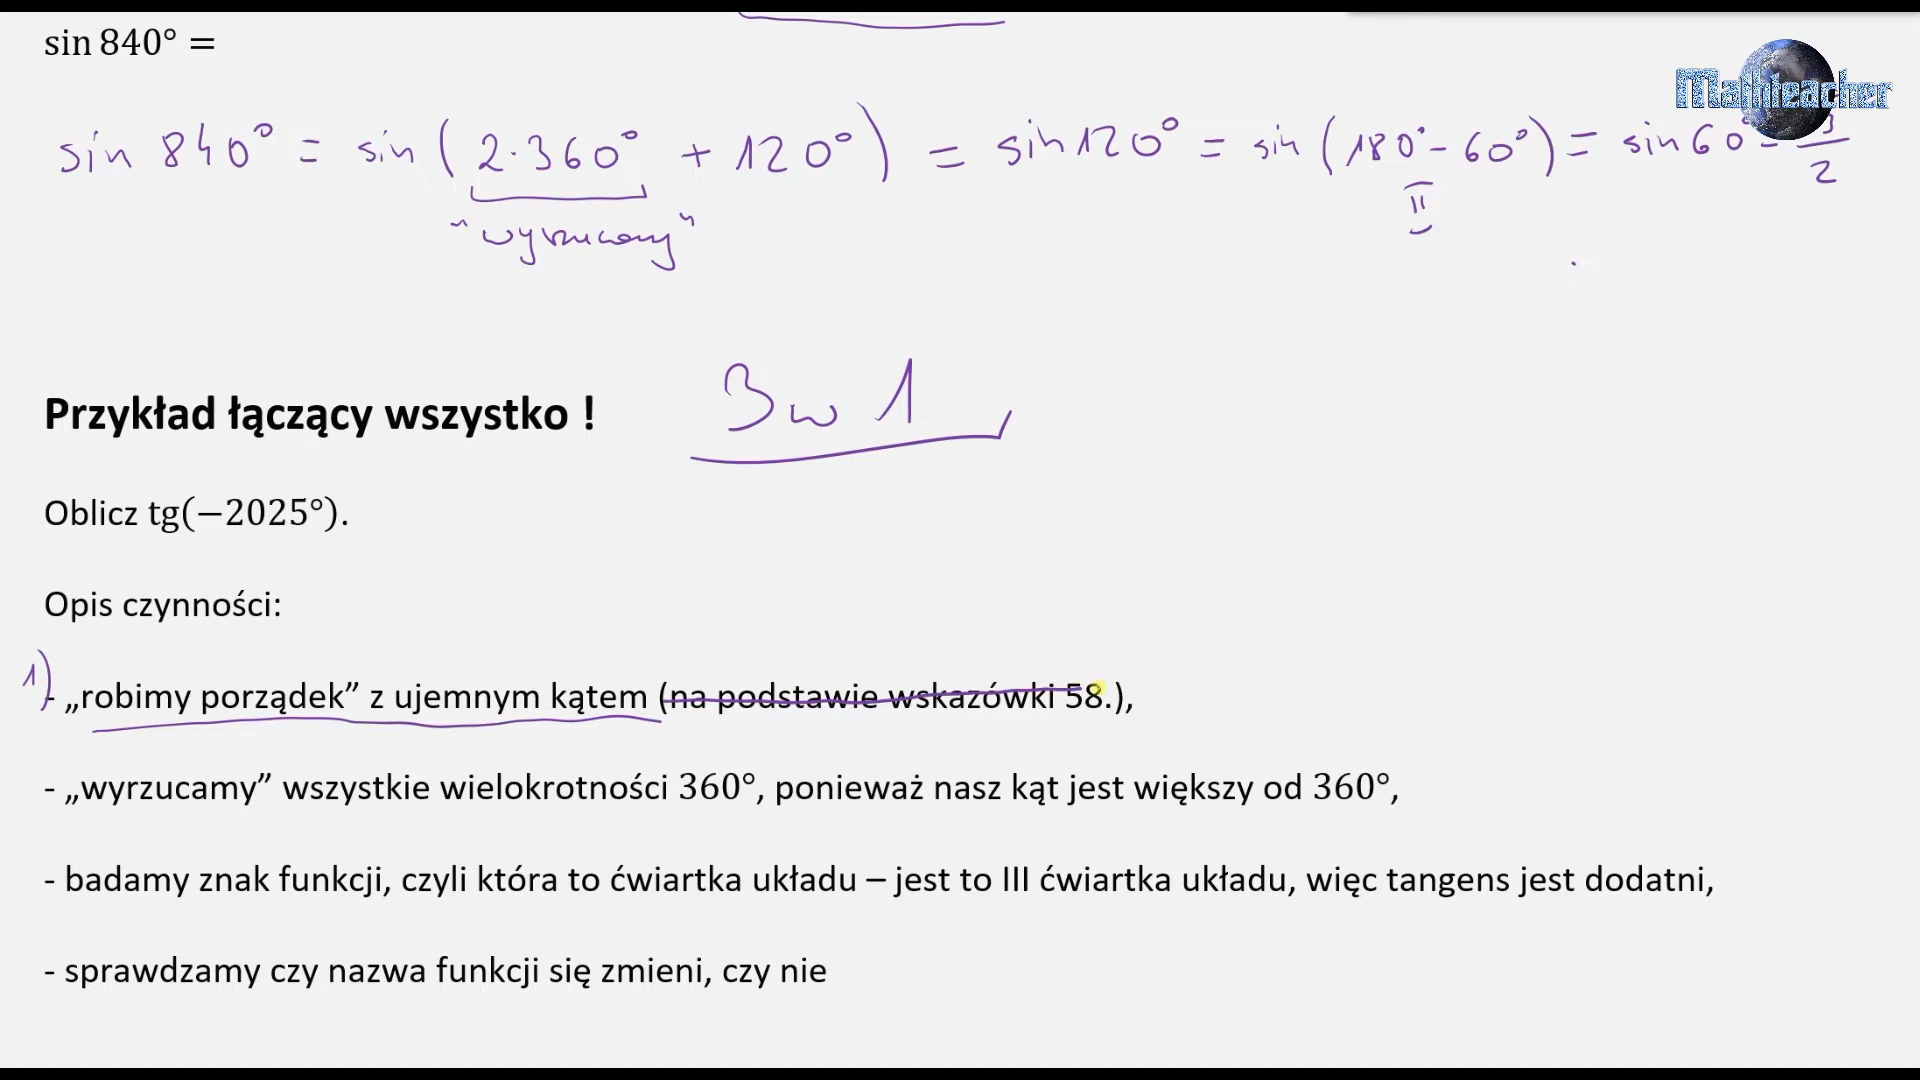 sin 840° =
Mathteacher
sin 840° = sin (2·360° + 120°) = sin 120° = sin (180° - 60°) = sin 60° = 3/2
"wyrzucamy"
II
Przykład łączący wszystko !
3 w 1
Oblicz tg(−2025°).
Opis czynności:
1)
- „robimy porządek” z ujemnym kątem (na podstawie wskazówki 58.),
- „wyrzucamy” wszystkie wielokrotności 360°, ponieważ nasz kąt jest większy od 360°,
- badamy znak funkcji, czyli która to ćwiartka układu – jest to III ćwiartka układu, więc tangens jest dodatni,
- sprawdzamy czy nazwa funkcji się zmieni, czy nie